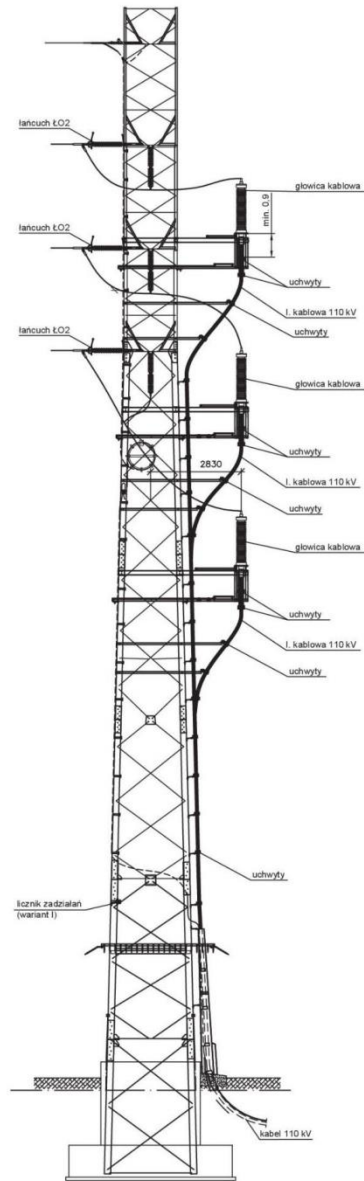 łańcuch ŁO2
głowica kablowa
min. 0,9
łańcuch ŁO2
uchwyty
l. kablowa 110 kV
uchwyty
łańcuch ŁO2
głowica kablowa
uchwyty
2830
l. kablowa 110 kV
uchwyty
głowica kablowa
uchwyty
l. kablowa 110 kV
uchwyty
uchwyty
licznik zadziałań
(wariant I)
kabel 110 kV